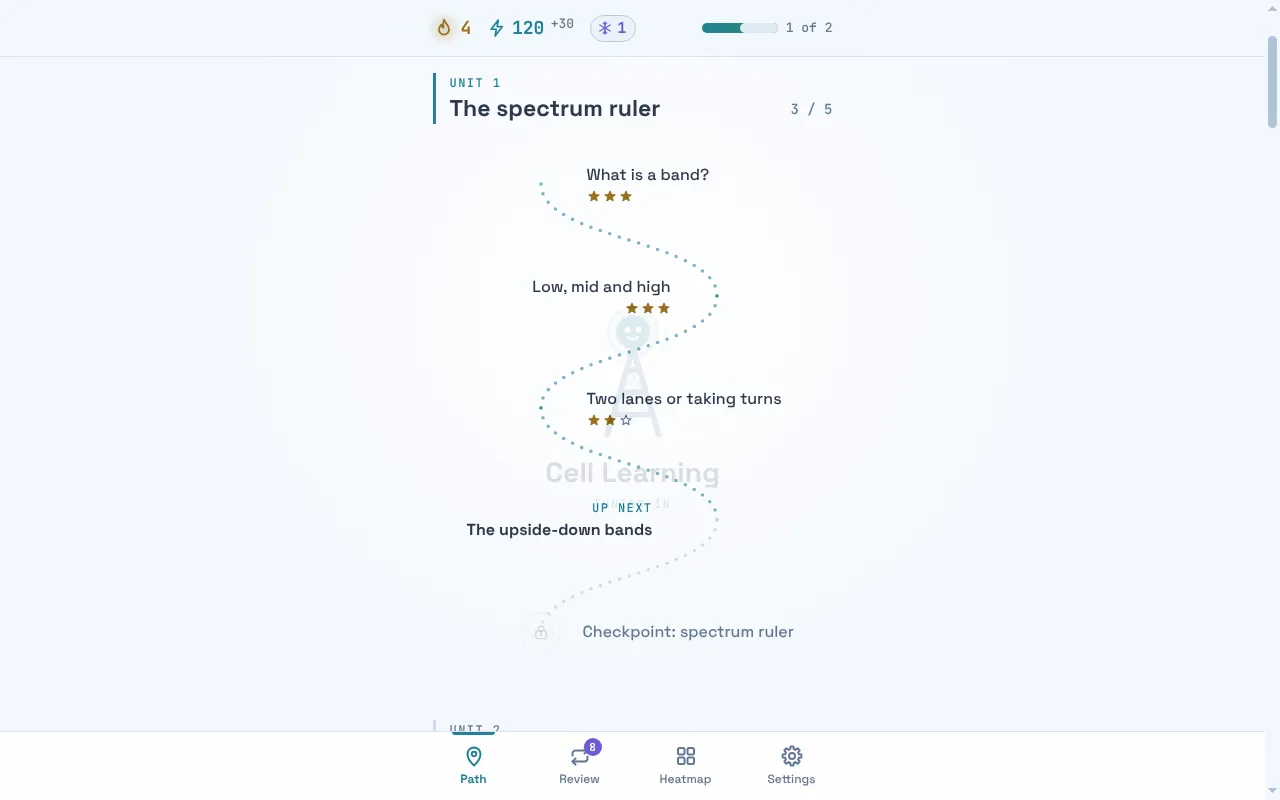 4 120 +30 1 1 of 2
UNIT 1
The spectrum ruler 3 / 5
What is a band?
Low, mid and high
Two lanes or taking turns
Cell Learning
UP NEXT
The upside-down bands
Checkpoint: spectrum ruler
UNIT 2
8
Path Review Heatmap Settings